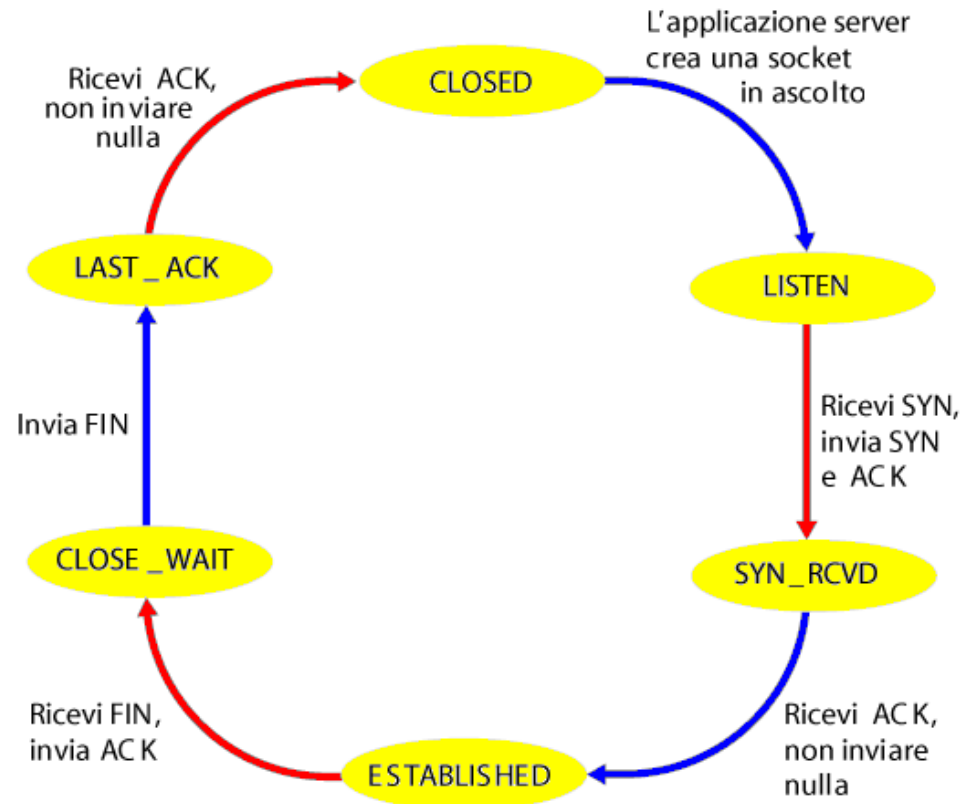 L'applicazione server
crea una socket
in ascolto
CLOSED
Ricevi ACK,
non inviare
nulla
LAST_ACK
LISTEN
Ricevi SYN,
invia SYN
e ACK
Invia FIN
CLOSE_WAIT
SYN_RCVD
Ricevi FIN,
invia ACK
Ricevi ACK,
non inviare
nulla
ESTABLISHED